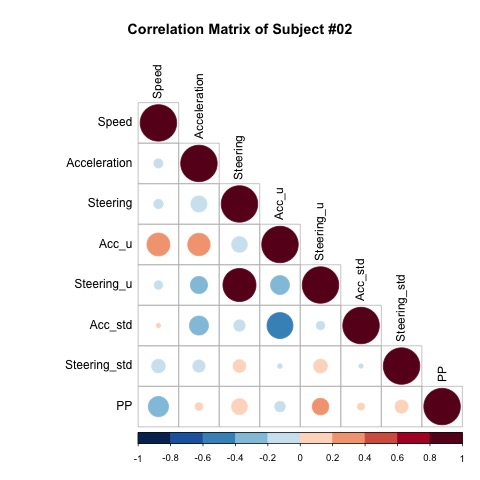 Correlation Matrix of Subject #02
Speed
Acceleration
Steering
Acc_u
Steering_u
Acc_std
Steering_std
PP
Speed
Acceleration
Steering
Acc_u
Steering_u
Acc_std
Steering_std
PP
-1 -0.8 -0.6 -0.4 -0.2 0 0.2 0.4 0.6 0.8 1